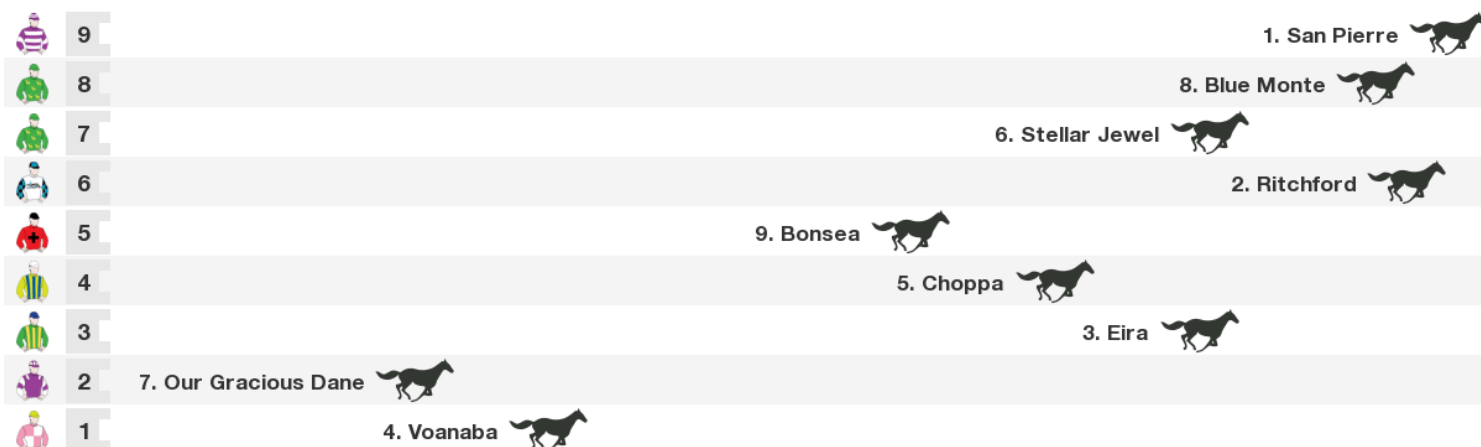 9 1. San Pierre
8 8. Blue Monte
7 6. Stellar Jewel
6 2. Ritchford
5 9. Bonsea
4 5. Choppa
3 3. Eira
2 7. Our Gracious Dane
1 4. Voanaba